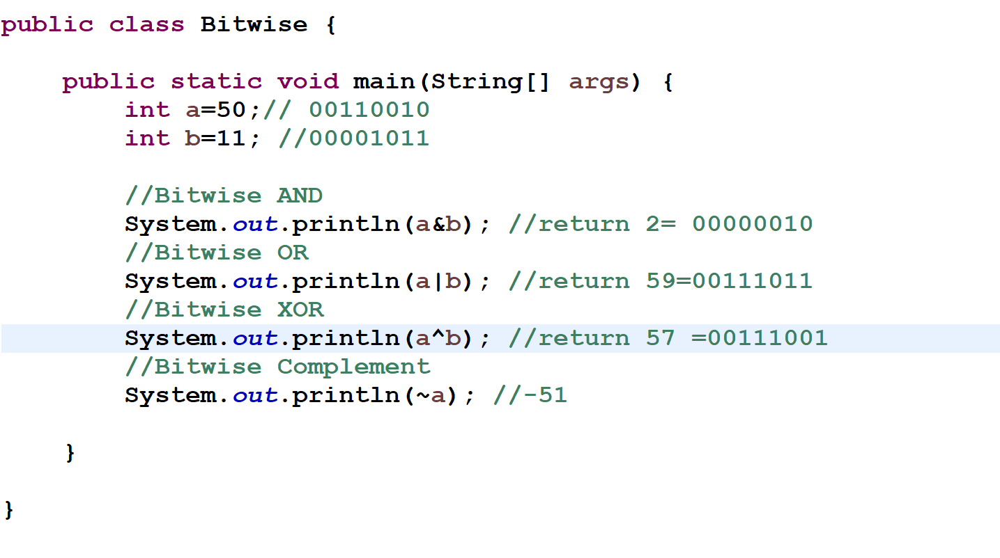 public class Bitwise {
public static void main(String[] args) {
int a=50;// 00110010
int b=11; //00001011
//Bitwise AND
System.out.println(a&b); //return 2= 00000010
//Bitwise OR
System.out.println(a|b); //return 59=00111011
//Bitwise XOR
System.out.println(a^b); //return 57 =00111001
//Bitwise Complement
System.out.println(~a); //-51
}
}